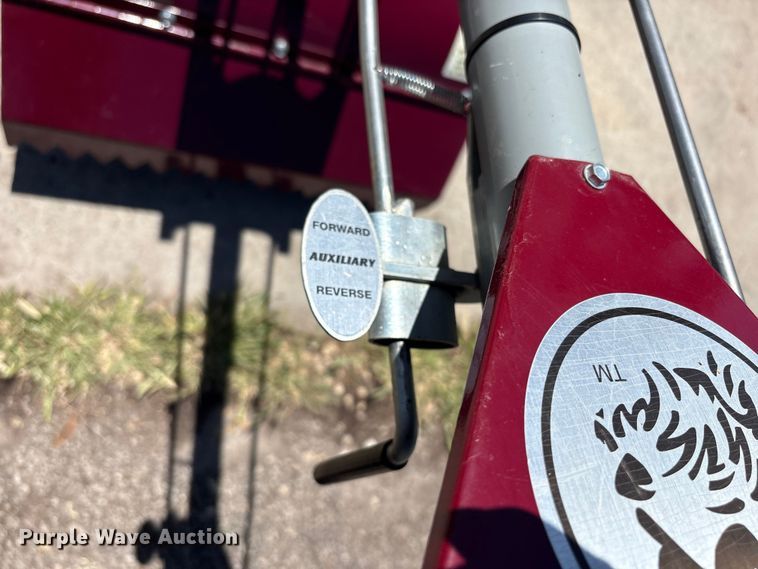 FORWARD
AUXILIARY
REVERSE
TM
Purple Wave Auction